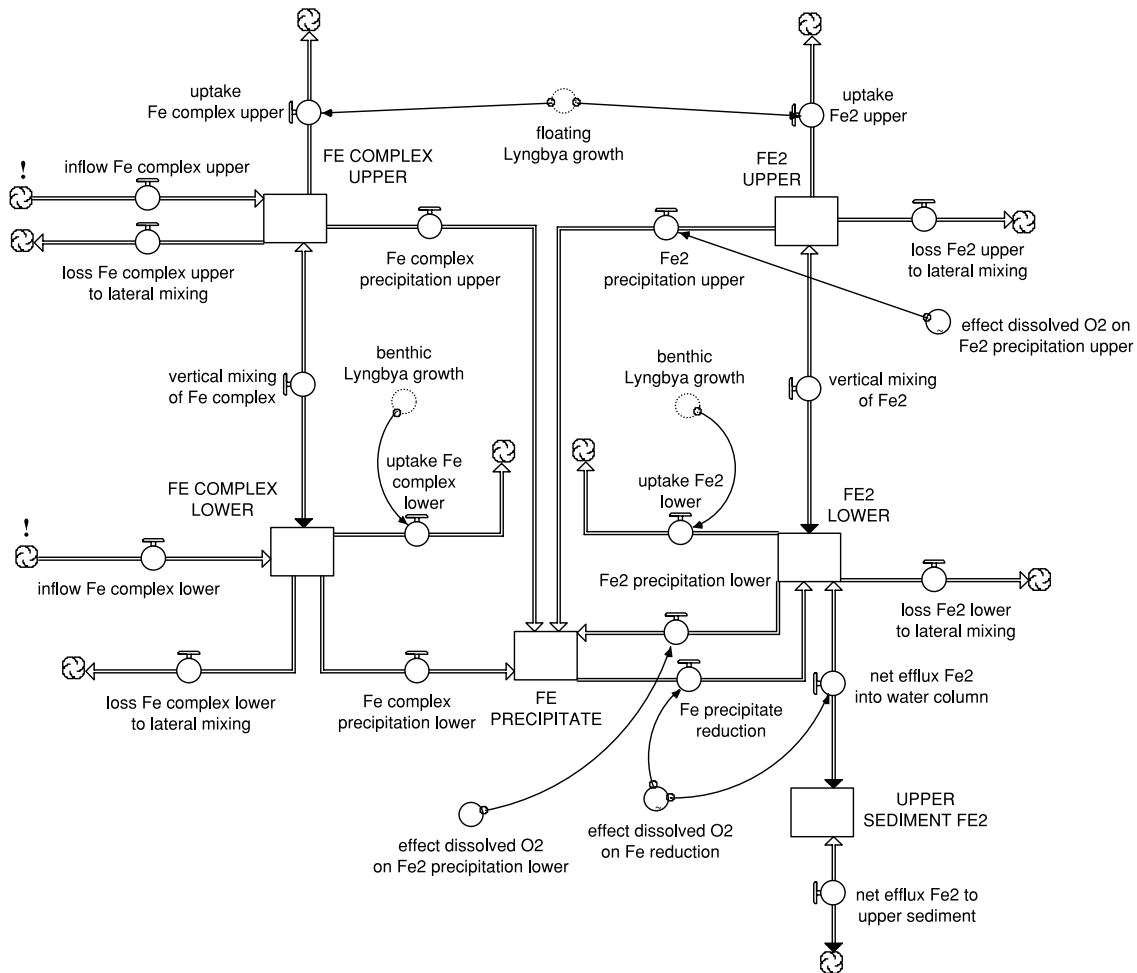 uptake
Fe complex upper
floating
Lyngbya growth
uptake
Fe2 upper
!
inflow Fe complex upper
FE COMPLEX
UPPER
FE2
UPPER
loss Fe complex upper
to lateral mixing
Fe complex
precipitation upper
Fe2
precipitation upper
loss Fe2 upper
to lateral mixing
effect dissolved O2 on
Fe2 precipitation upper
vertical mixing
of Fe complex
benthic
Lyngbya growth
benthic
Lyngbya growth
vertical mixing
of Fe2
FE COMPLEX
LOWER
uptake Fe
complex
lower
uptake Fe2
lower
FE2
LOWER
!
inflow Fe complex lower
Fe2 precipitation lower
loss Fe2 lower
to lateral mixing
loss Fe complex lower
to lateral mixing
Fe complex
precipitation lower
FE
PRECIPITATE
Fe precipitate
reduction
net efflux Fe2
into water column
~
~
effect dissolved O2
on Fe2 precipitation lower
effect dissolved O2
on Fe reduction
UPPER
SEDIMENT FE2
net efflux Fe2 to
upper sediment